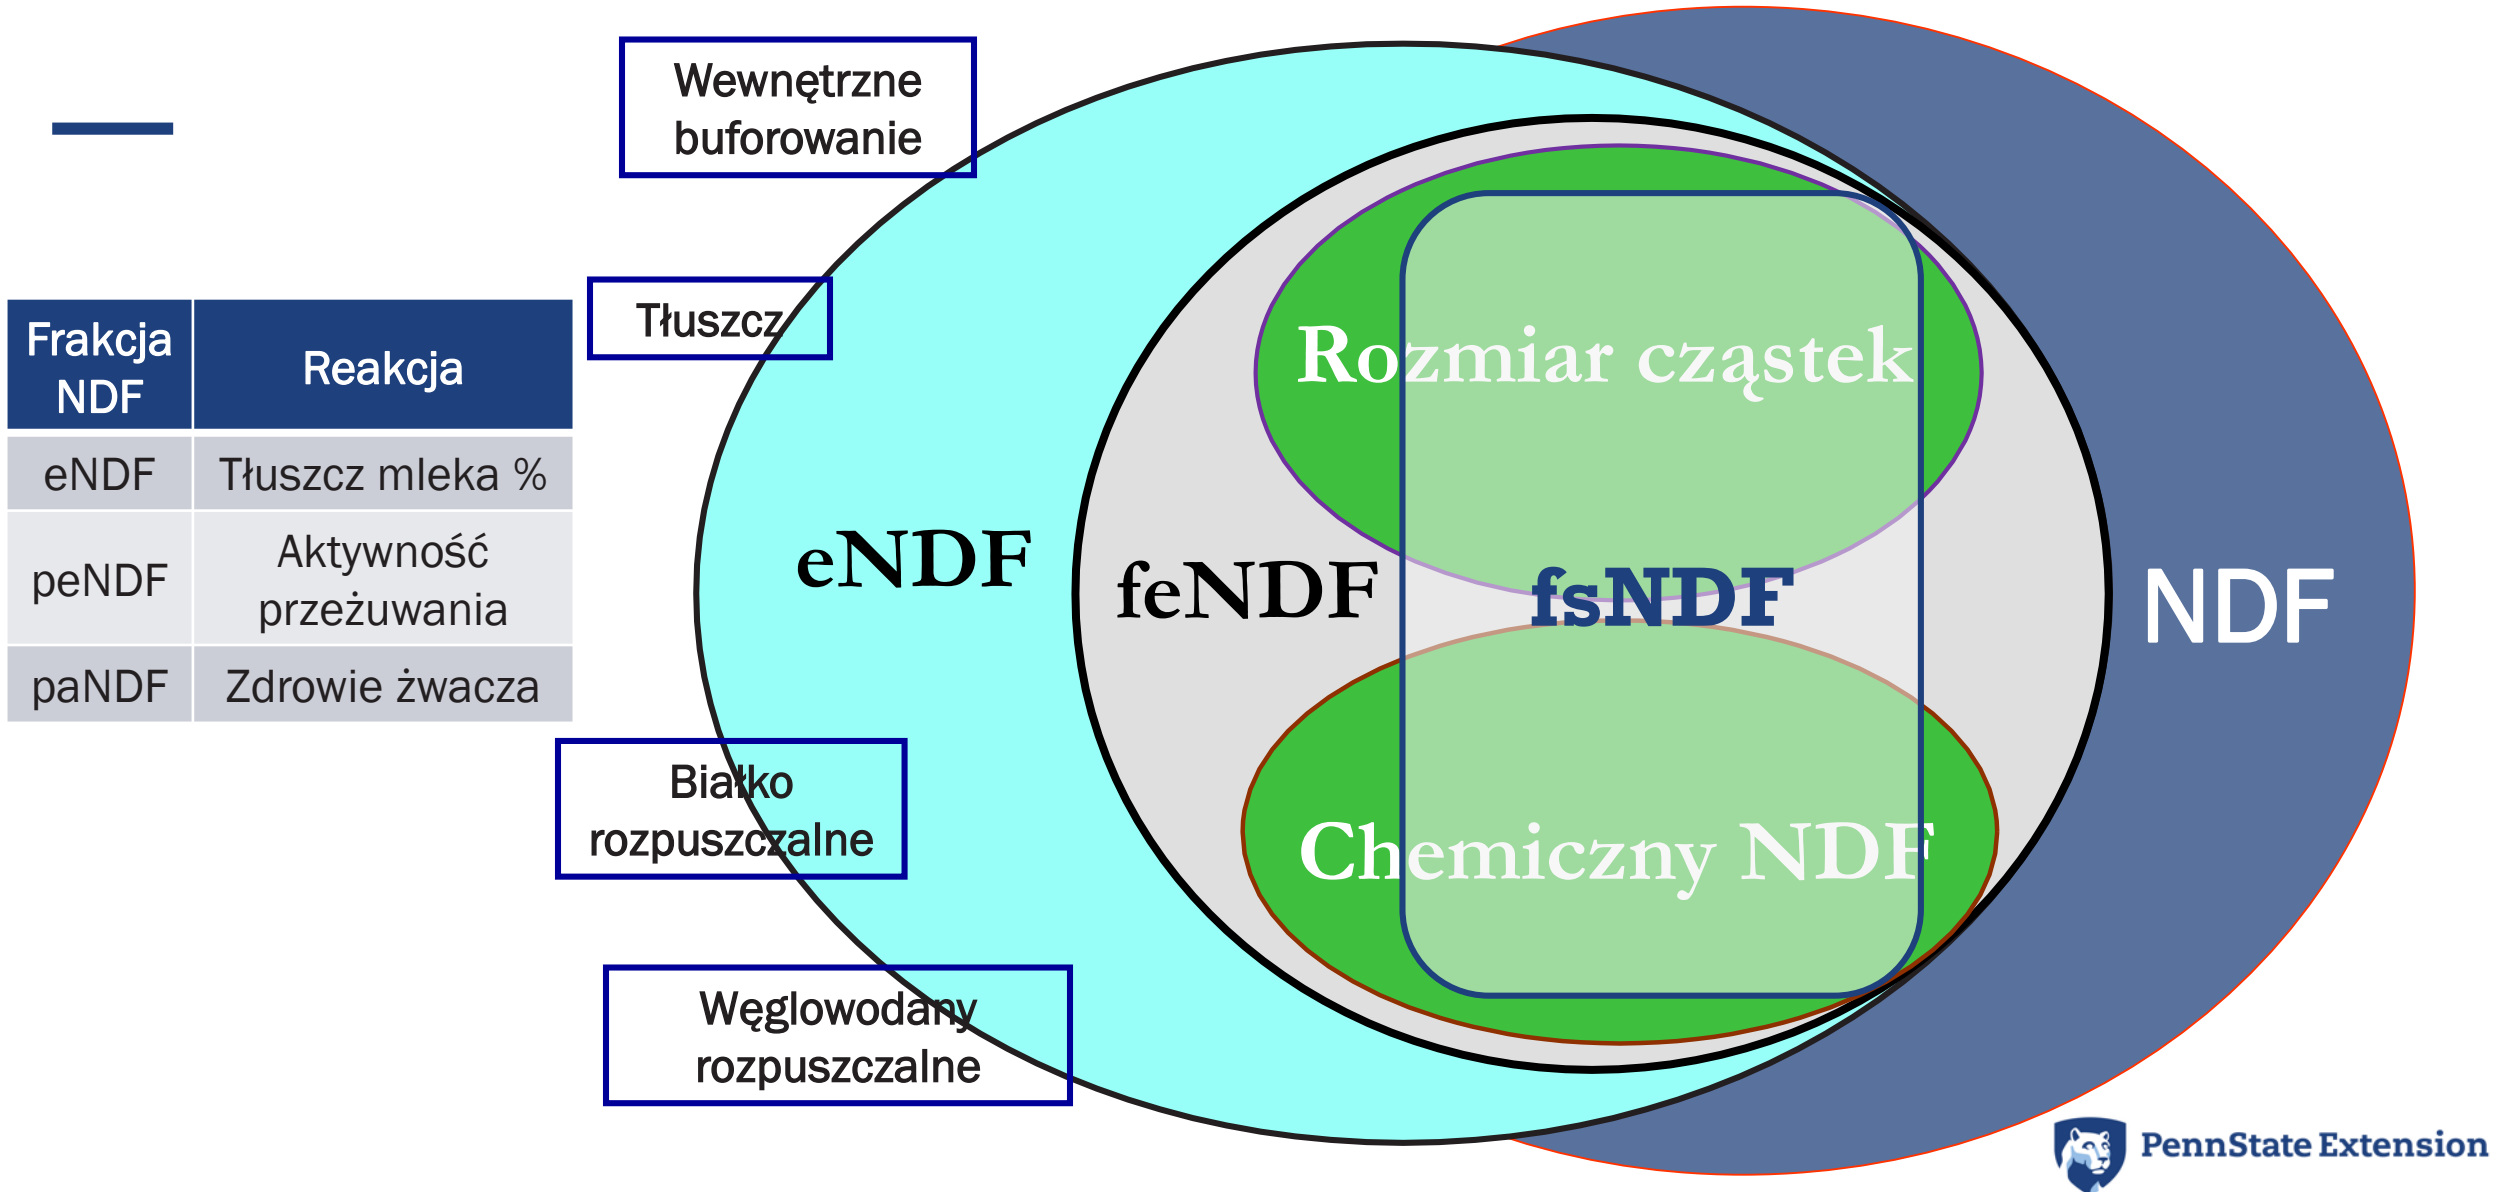 Wewnętrzne
buforowanie
Tłuszcz
Frakcja
NDF
Reakcja
eNDF
Tłuszcz mleka %
peNDF
Aktywność
przeżuwania
paNDF
Zdrowie żwacza
Białko
rozpuszczalne
Węglowodany
rozpuszczalne
eNDF
feNDF
Rozmiar cząstek
fsNDF
Chemiczny NDF
NDF
PennState Extension